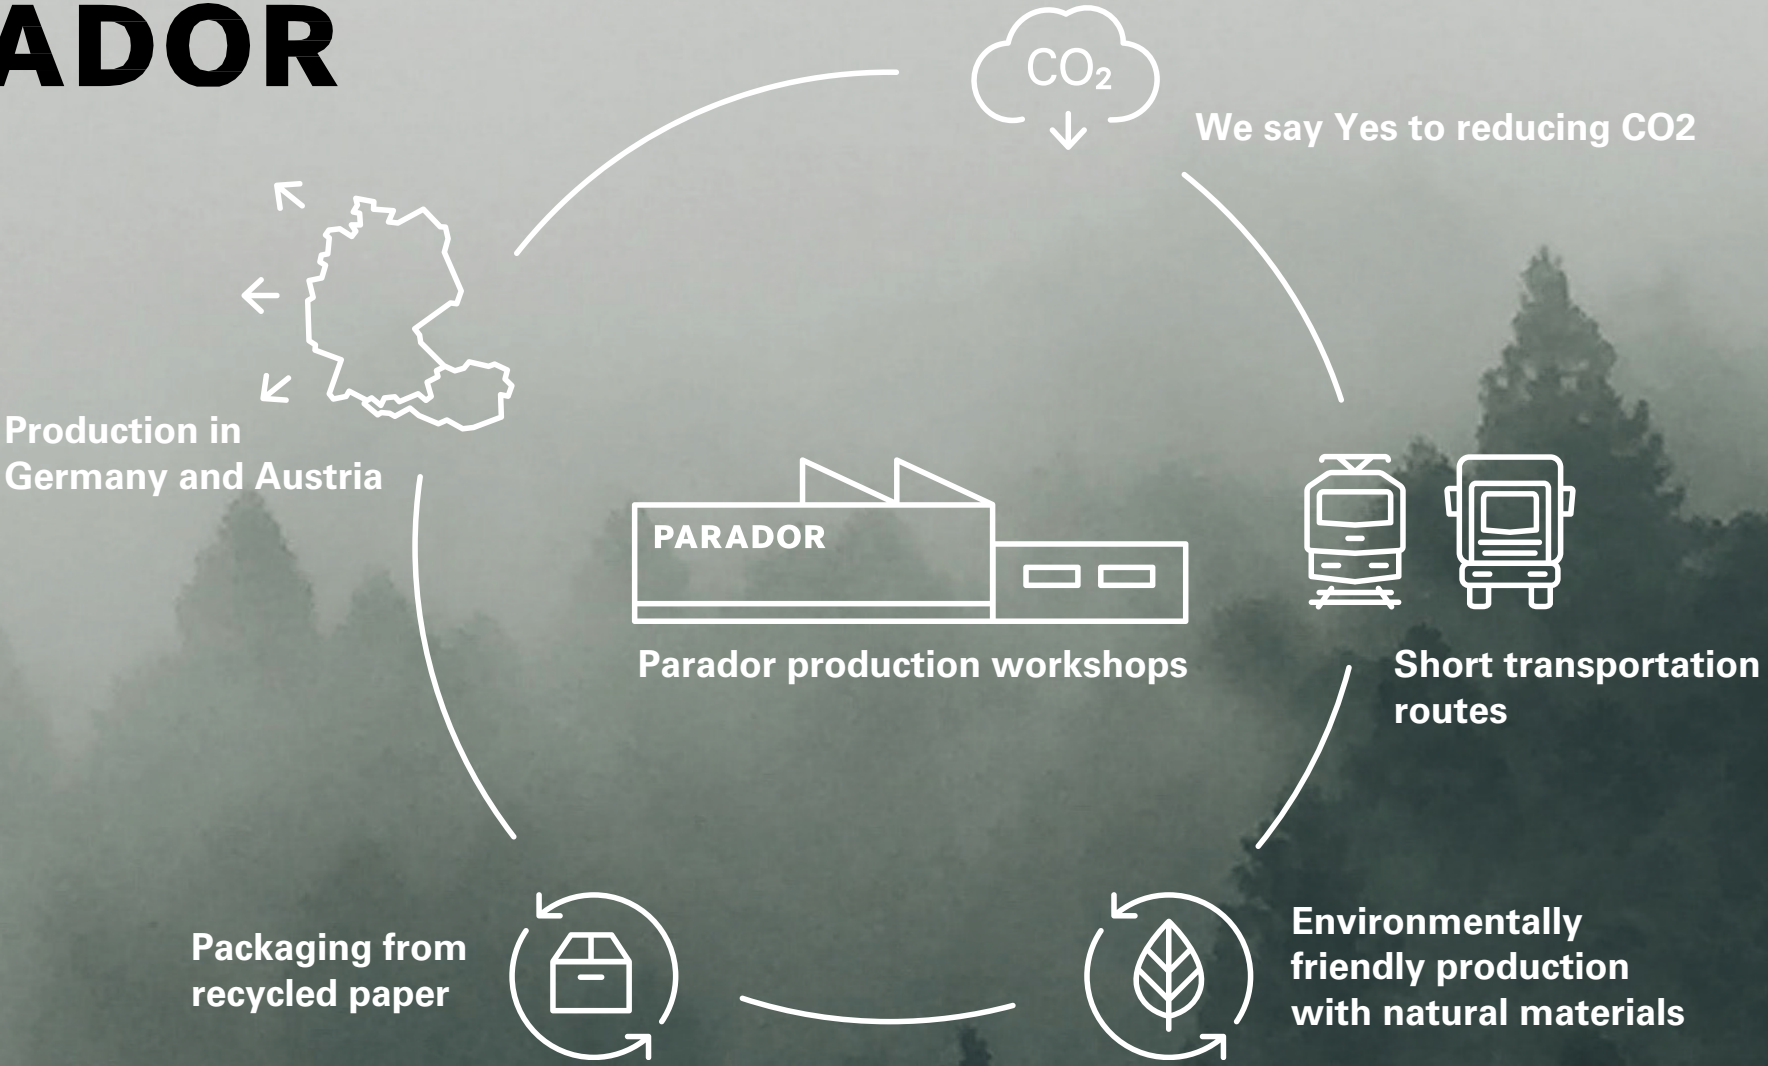 ADOR
CO₂
We say Yes to reducing CO2
Production in
Germany and Austria
PARADOR
Parador production workshops
Short transportation
routes
Packaging from
recycled paper
Environmentally
friendly production
with natural materials